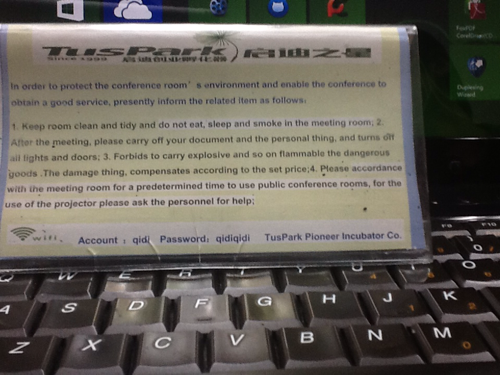 FoxPDF
TusPark 启迪之星
Since 1999 启迪创业孵化器
Duplexing
Wizard
In order to protect the conference room's environment and enable the conference to
obtain a good service, presently inform the related item as follows:
1. Keep room clean and tidy and do not eat, sleep and smoke in the meeting room; 2.
After the meeting, please carry off your document and the personal thing, and turns off
all lights and doors; 3. Forbids to carry explosive and so on flammable the dangerous
goods .The damage thing, compensates according to the set price;4. Please accordance
with the meeting room for a predetermined time to use public conference rooms, for the
use of the projector please ask the personnel for help;
wifi Account : qidi Password: qidiqidi TusPark Pioneer Incubator Co.
F9 F10
Q W E R T Y U I O
A S D F G H J K
Z X C V B N M